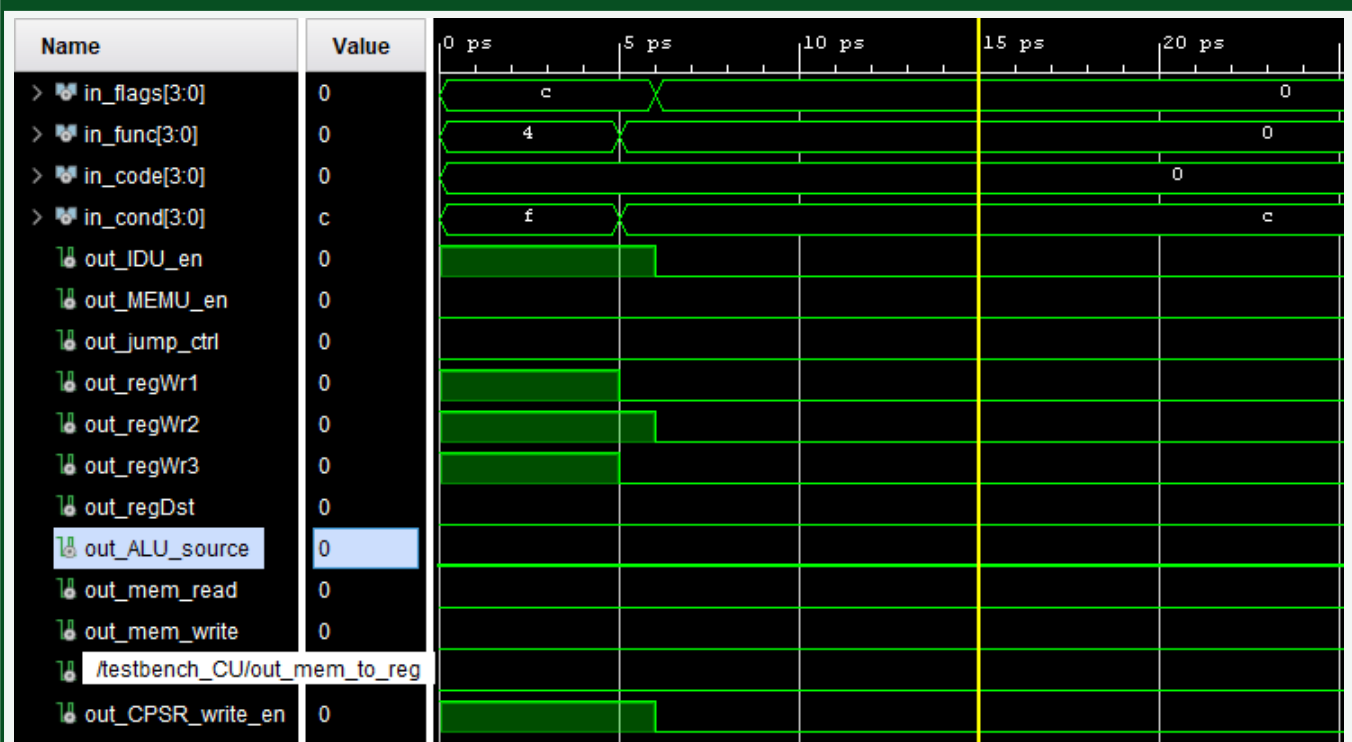 Name Value 0 ps 5 ps 10 ps 15 ps 20 ps
in_flags[3:0] 0 c 0
in_func[3:0] 0 4 0
in_code[3:0] 0 0
in_cond[3:0] c f c
out_IDU_en 0
out_MEMU_en 0
out_jump_ctrl 0
out_regWr1 0
out_regWr2 0
out_regWr3 0
out_regDst 0
out_ALU_source 0
out_mem_read 0
out_mem_write 0
/testbench_CU/out_mem_to_reg
out_CPSR_write_en 0